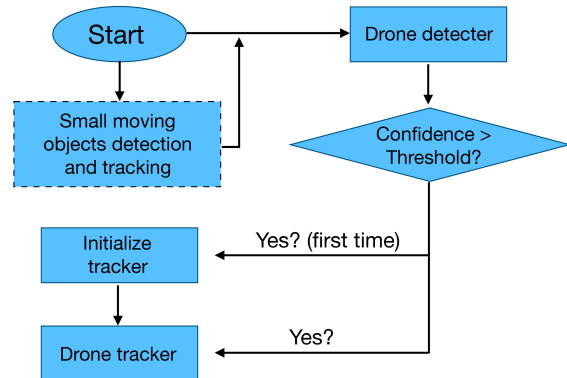 Start
Drone detecter
Small moving
objects detection
and tracking
Confidence >
Threshold?
Yes? (first time)
Initialize
tracker
Yes?
Drone tracker